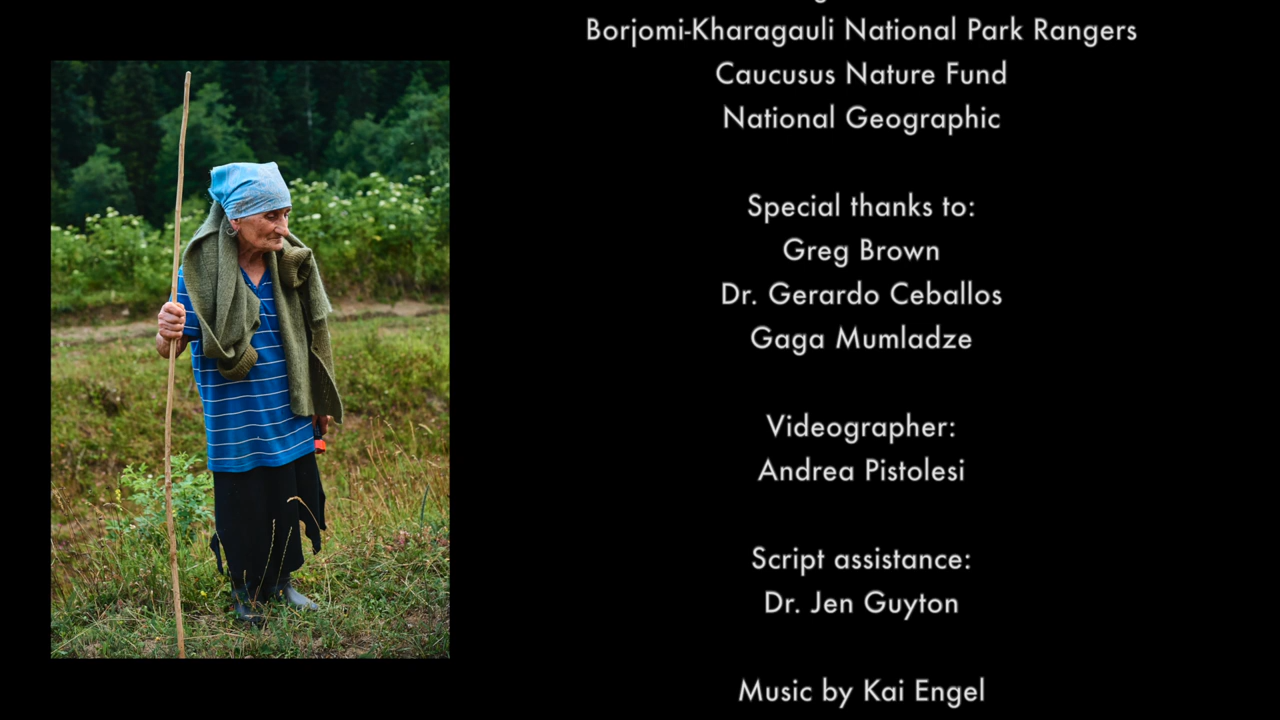 Borjomi-Kharagauli National Park Rangers
Caucusus Nature Fund
National Geographic
Special thanks to:
Greg Brown
Dr. Gerardo Ceballos
Gaga Mumladze
Videographer:
Andrea Pistolesi
Script assistance:
Dr. Jen Guyton
Music by Kai Engel